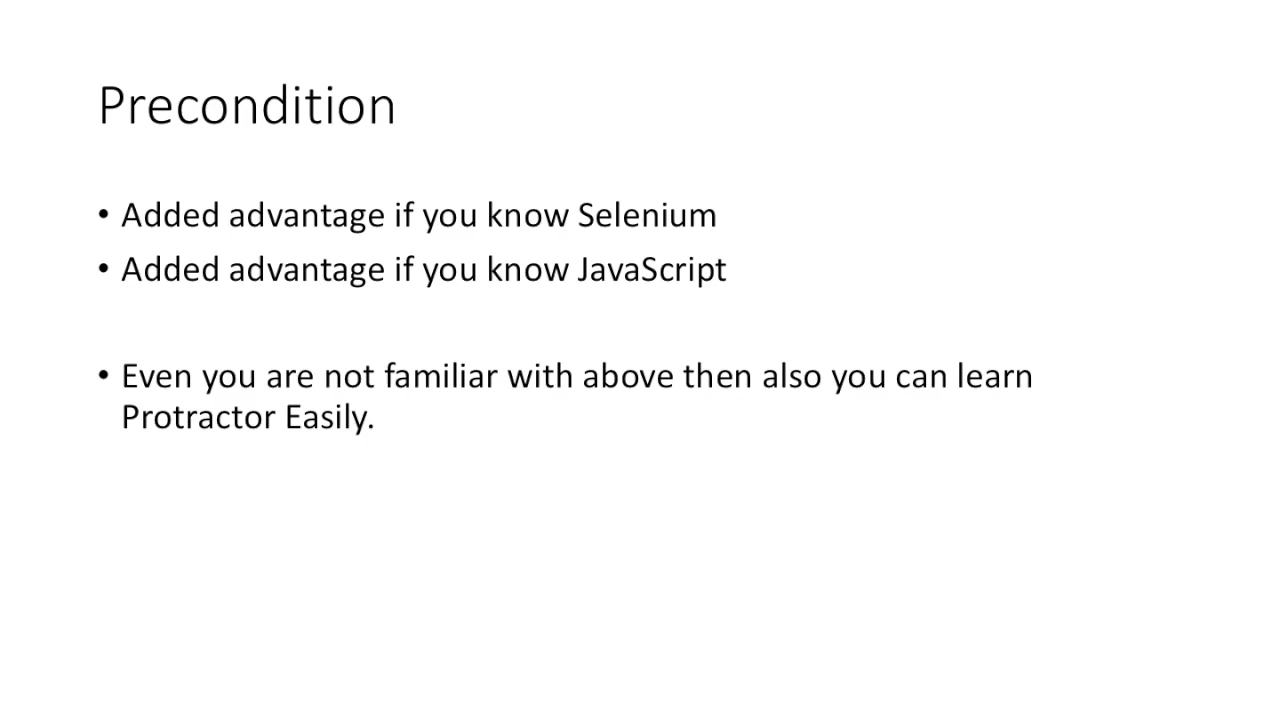 Precondition
• Added advantage if you know Selenium
• Added advantage if you know JavaScript
• Even you are not familiar with above then also you can learn
Protractor Easily.